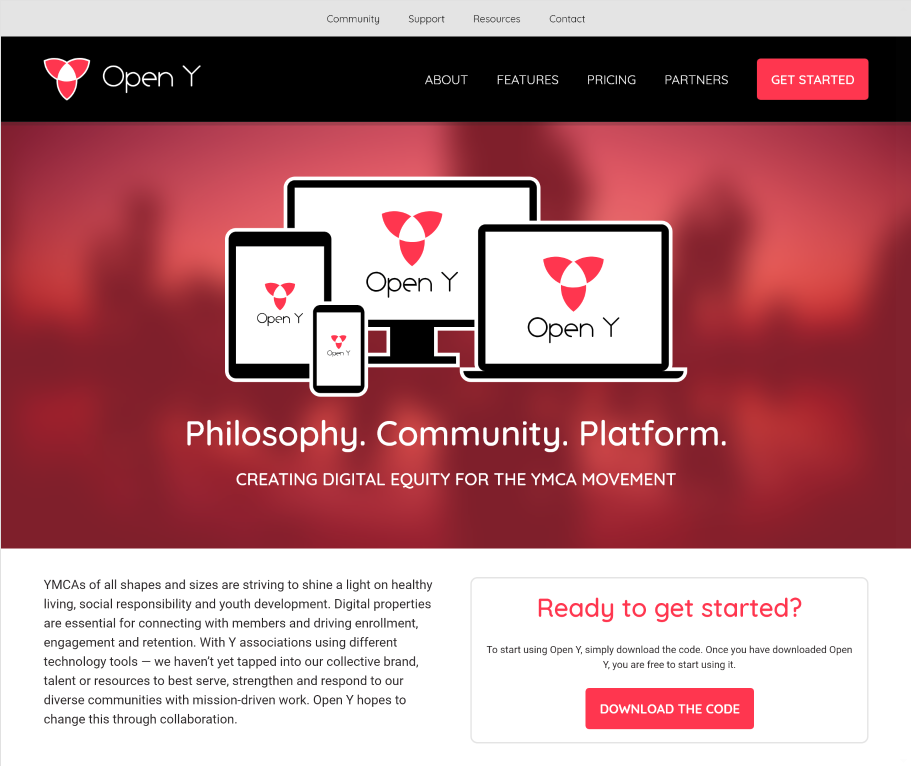 Community Support Resources Contact
Open Y
ABOUT FEATURES PRICING PARTNERS GET STARTED
Open Y
Open Y
Open Y
Open Y
Philosophy. Community. Platform.
CREATING DIGITAL EQUITY FOR THE YMCA MOVEMENT
YMCAs of all shapes and sizes are striving to shine a light on healthy
living, social responsibility and youth development. Digital properties
are essential for connecting with members and driving enrollment,
engagement and retention. With Y associations using different
technology tools — we haven’t yet tapped into our collective brand,
talent or resources to best serve, strengthen and respond to our
diverse communities with mission-driven work. Open Y hopes to
change this through collaboration.
Ready to get started?
To start using Open Y, simply download the code. Once you have downloaded Open
Y, you are free to start using it.
DOWNLOAD THE CODE